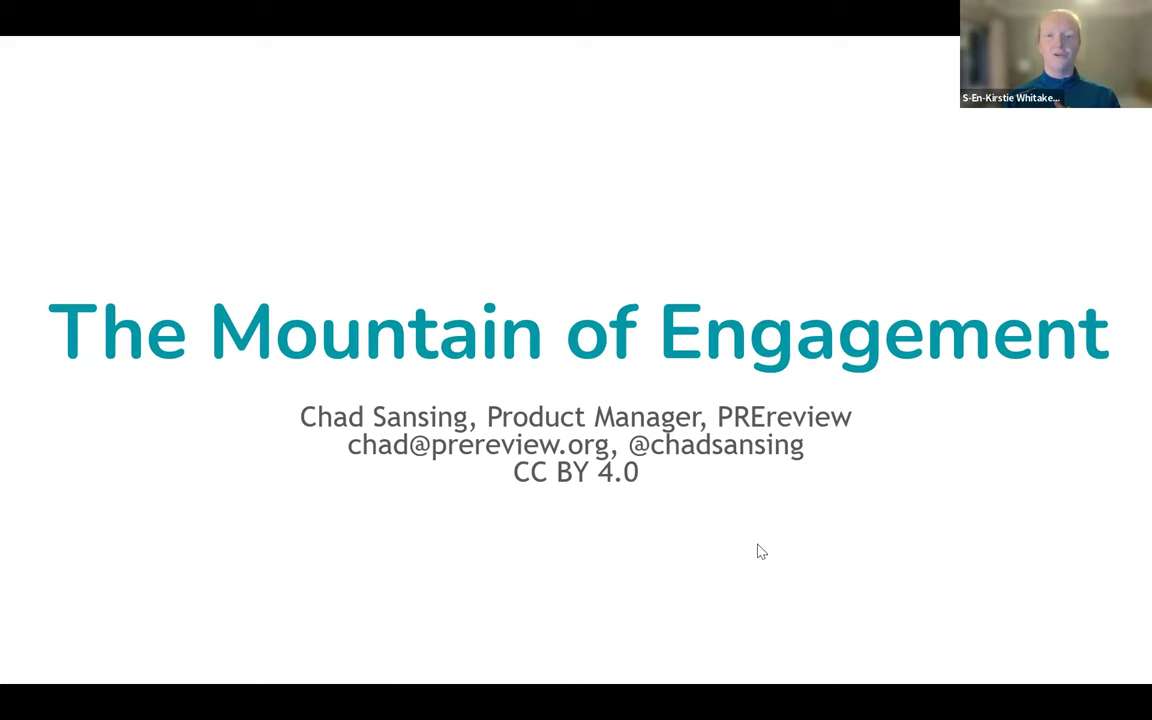 S-En-Kirstie Whitake...
The Mountain of Engagement
Chad Sansing, Product Manager, PREreview
chad@prereview.org, @chadsansing
CC BY 4.0